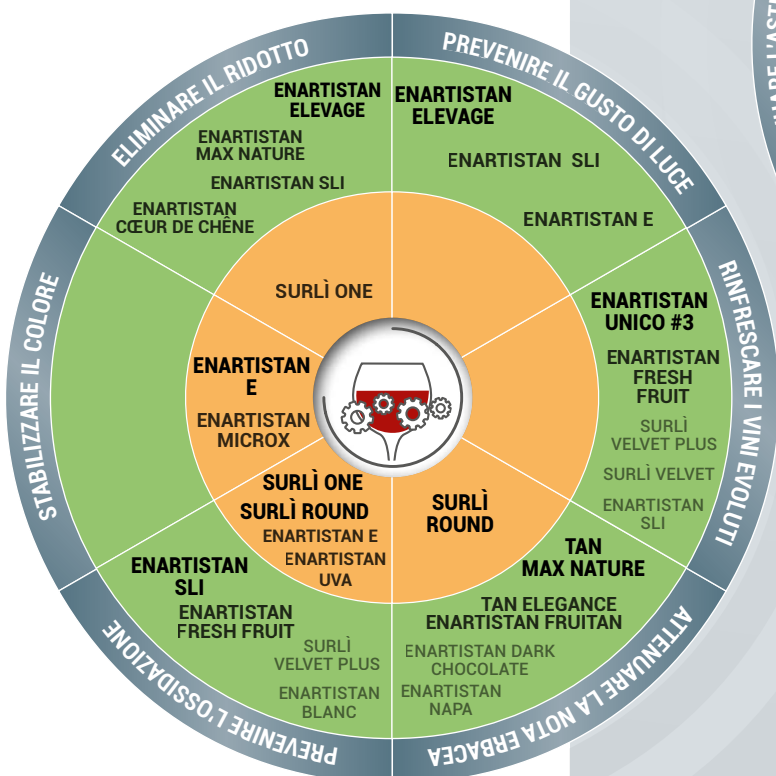 ELIMINARE IL RIDOTTO
ENARTISTAN
ELEVAGE
ENARTISTAN
MAX NATURE
ENARTISTAN SLI
ENARTISTAN
CŒUR DE CHÊNE
SURLÌ ONE
PREVENIRE IL GUSTO DI LUCE
ENARTISTAN
ELEVAGE
ENARTISTAN SLI
ENARTISTAN E
RINFRESCARE I VINI EVOLUTI
ENARTISTAN
UNICO #3
ENARTISTAN
FRESH
FRUIT
SURLÌ
VELVET PLUS
SURLÌ VELVET
ENARTISTAN
SLI
ATTENUARE LA NOTA ERBACEA
SURLÌ
ROUND
TAN
MAX NATURE
TAN ELEGANCE
ENARTISTAN FRUITAN
ENARTISTAN DARK
CHOCOLATE
ENARTISTAN
NAPA
PREVENIRE L'OSSIDAZIONE
SURLÌ ONE
SURLÌ ROUND
ENARTISTAN E
ENARTISTAN
UVA
ENARTISTAN
SLI
ENARTISTAN
FRESH FRUIT
SURLÌ
VELVET PLUS
ENARTISTAN
BLANC
STABILIZZARE IL COLORE
ENARTISTAN
E
ENARTISTAN
MICROX